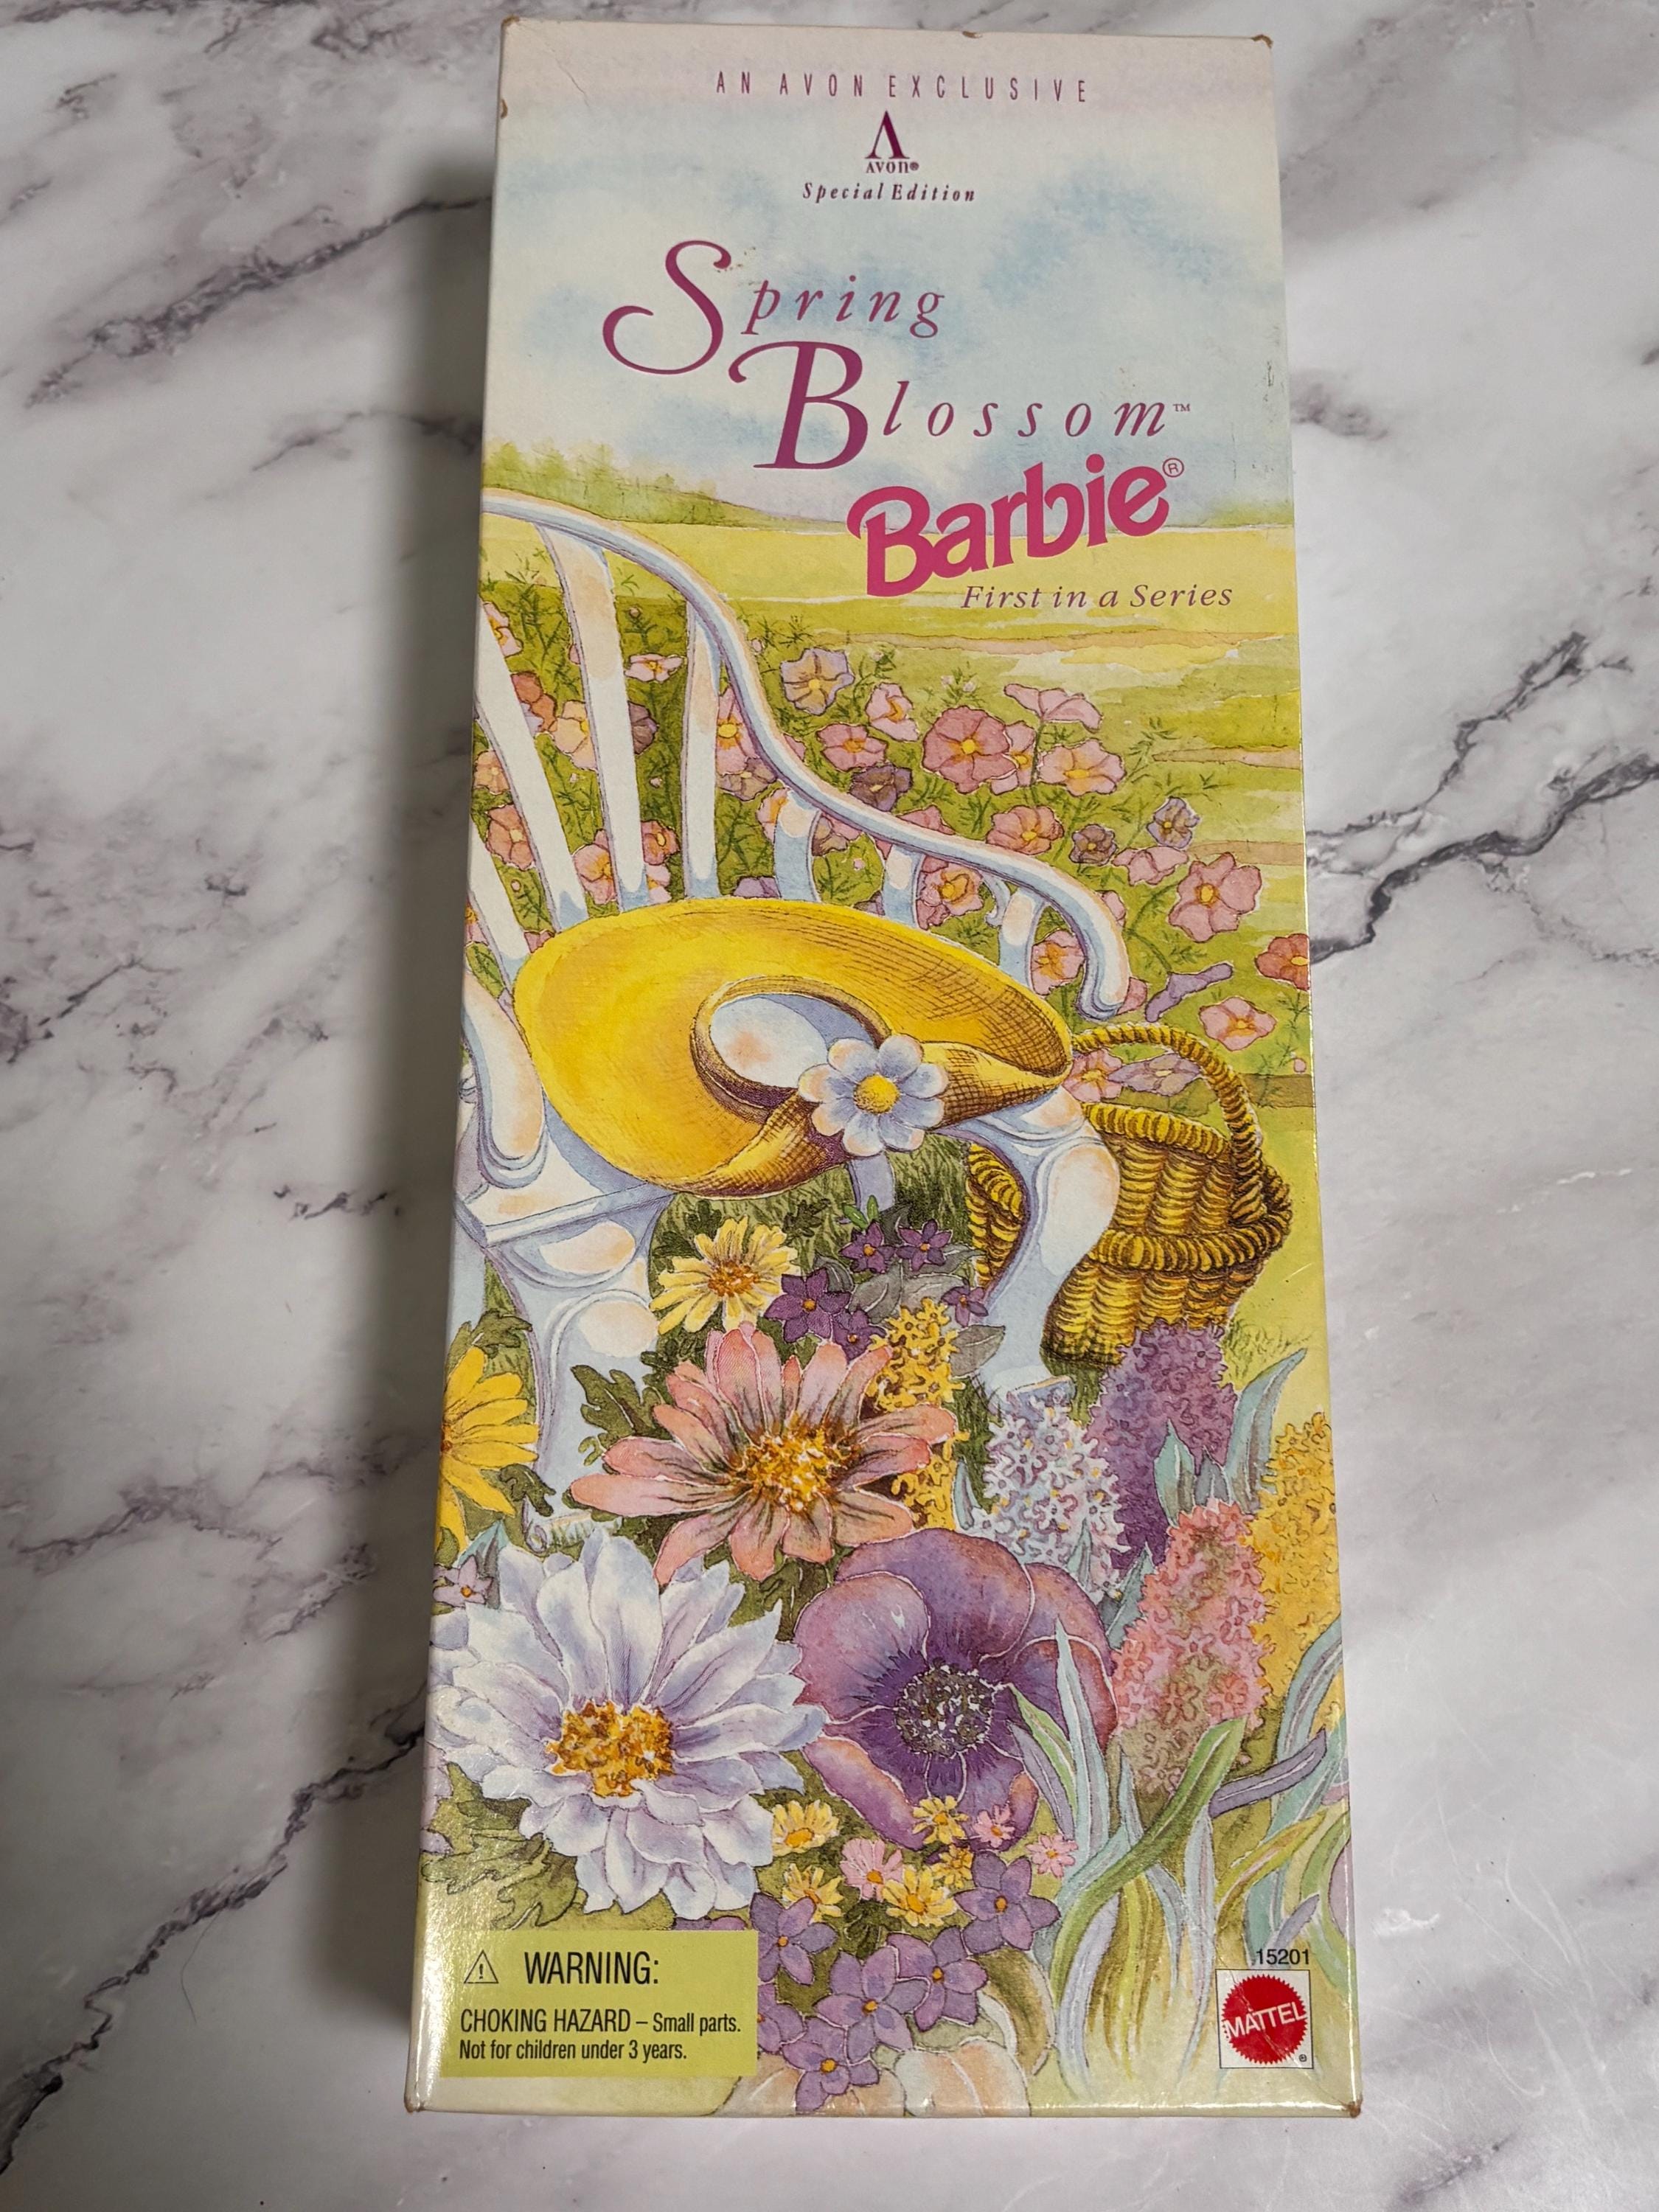 AN AVON EXCLUSIVE
AVON®
Special Edition
Spring
Blossom™
Barbie®
First in a Series
⚠ WARNING:
CHOKING HAZARD – Small parts.
Not for children under 3 years.
15201
MATTEL®